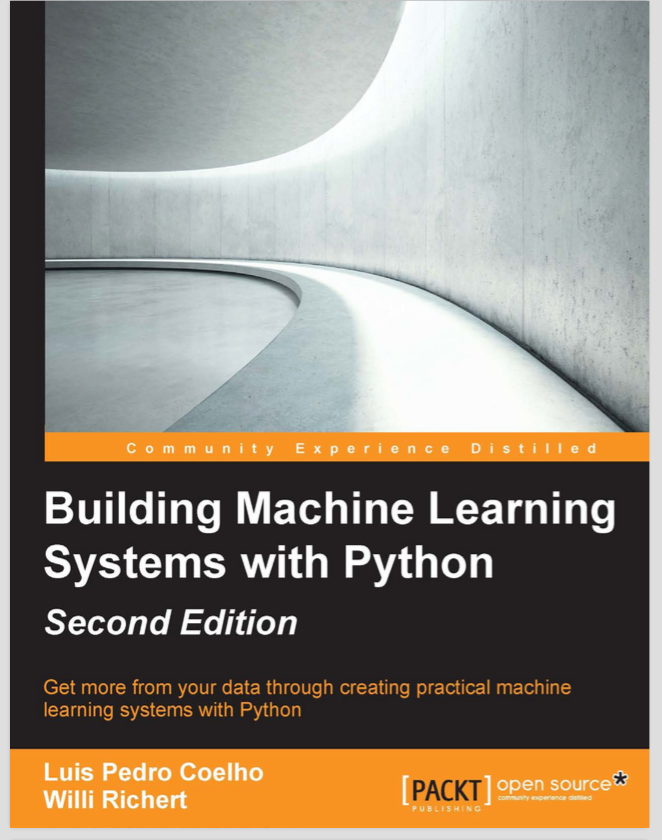 Community Experience Distilled
Building Machine Learning
Systems with Python
Second Edition
Get more from your data through creating practical machine
learning systems with Python
Luis Pedro Coelho
Willi Richert
[PACKT] open source*
PUBLISHING community experience distilled